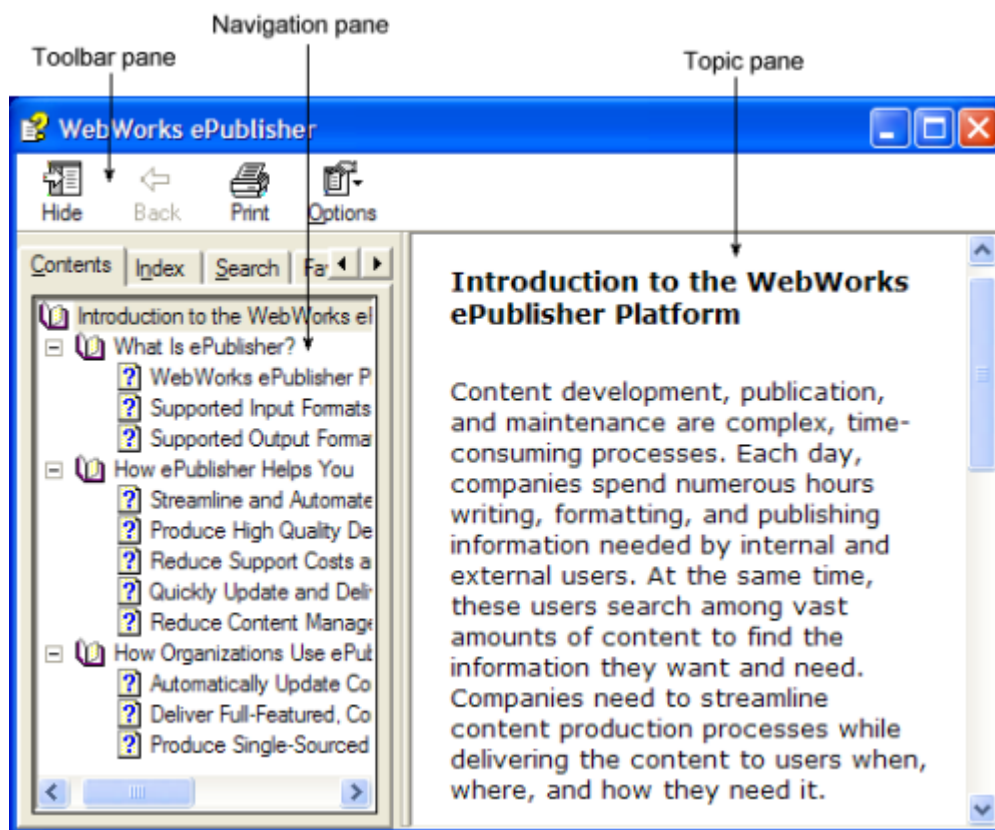 Navigation pane
Toolbar pane
Topic pane
WebWorks ePublisher
Hide Back Print Options
Contents Index Search Fa
Introduction to the WebWorks eP
What Is ePublisher?
WebWorks ePublisher P
Supported Input Formats
Supported Output Forma
How ePublisher Helps You
Streamline and Automate
Produce High Quality De
Reduce Support Costs a
Quickly Update and Deli
Reduce Content Manage
How Organizations Use ePub
Automatically Update Co
Deliver Full-Featured, Co
Produce Single-Sourced
Introduction to the WebWorks
ePublisher Platform
Content development, publication,
and maintenance are complex, time-
consuming processes. Each day,
companies spend numerous hours
writing, formatting, and publishing
information needed by internal and
external users. At the same time,
these users search among vast
amounts of content to find the
information they want and need.
Companies need to streamline
content production processes while
delivering the content to users when,
where, and how they need it.